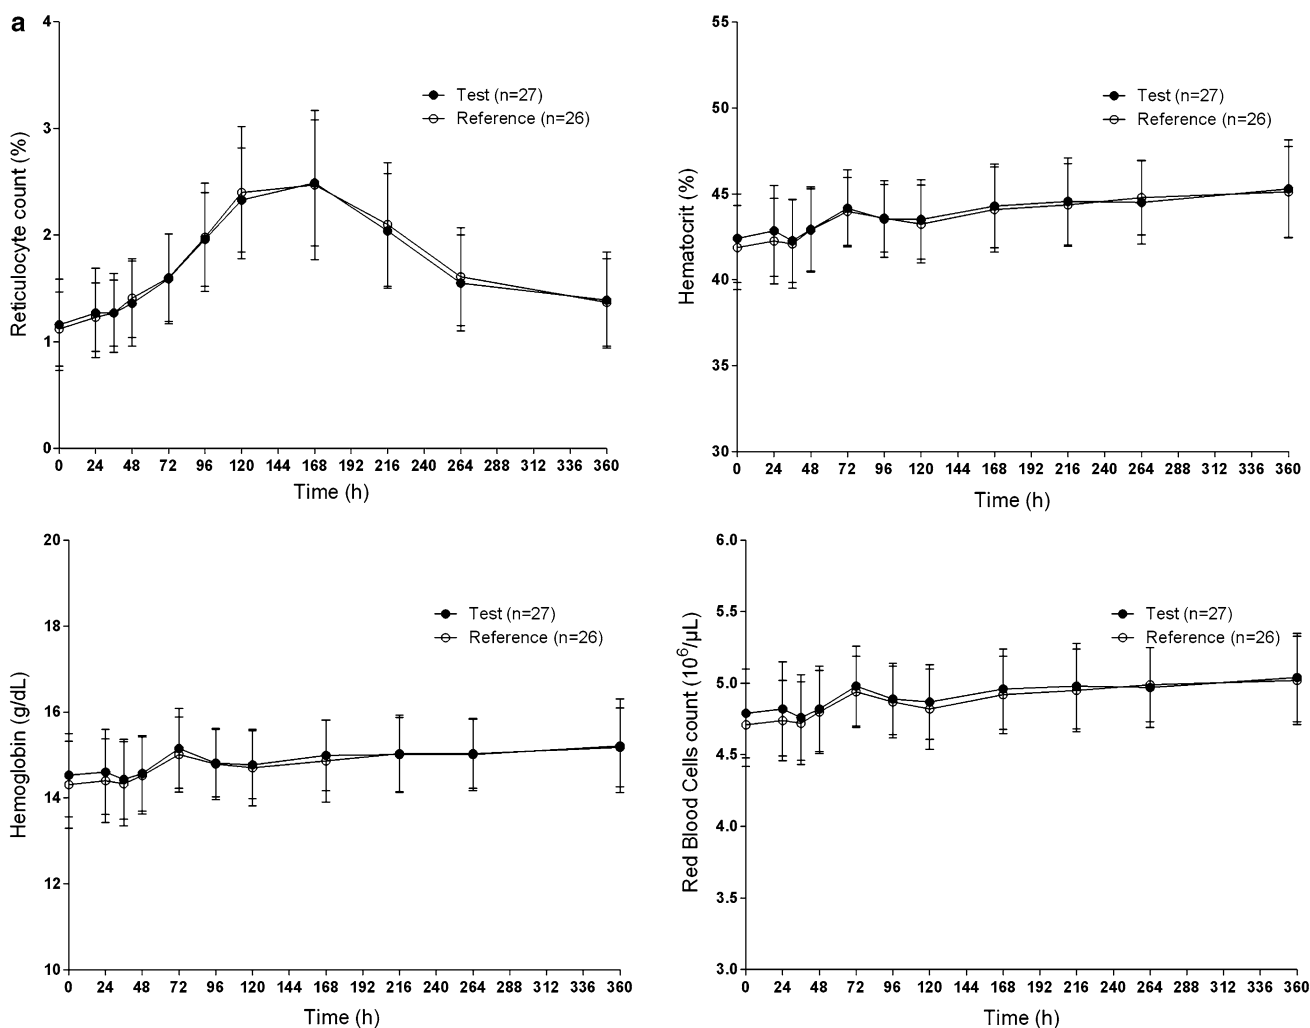 a
Reticulocyte count (%)
4
3
2
1
0
Test (n=27)
Reference (n=26)
0 24 48 72 96 120 144 168 192 216 240 264 288 312 336 360
Time (h)
Hematocrit (%)
55
50
45
40
35
30
Test (n=27)
Reference (n=26)
0 24 48 72 96 120 144 168 192 216 240 264 288 312 336 360
Time (h)
Hemoglobin (g/dL)
20
18
16
14
12
10
Test (n=27)
Reference (n=26)
0 24 48 72 96 120 144 168 192 216 240 264 288 312 336 360
Time (h)
Red Blood Cells count (10⁶/µL)
6.0
5.5
5.0
4.5
4.0
3.5
3.0
Test (n=27)
Reference (n=26)
0 24 48 72 96 120 144 168 192 216 240 264 288 312 336 360
Time (h)